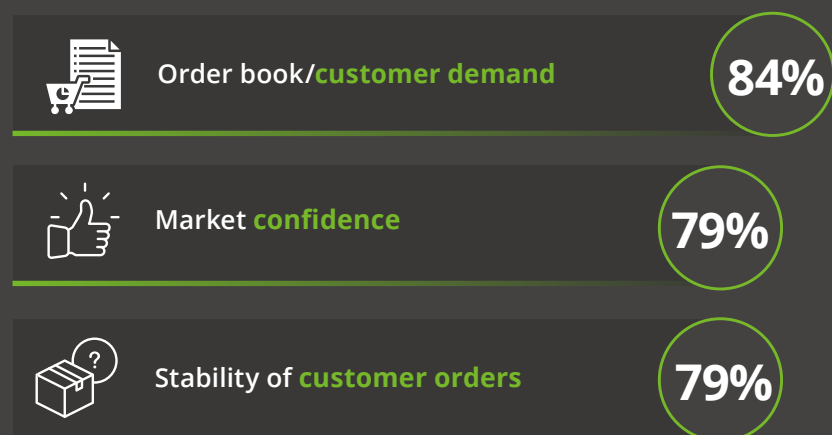 Order book/customer demand
84%
Market confidence
79%
?
Stability of customer orders
79%